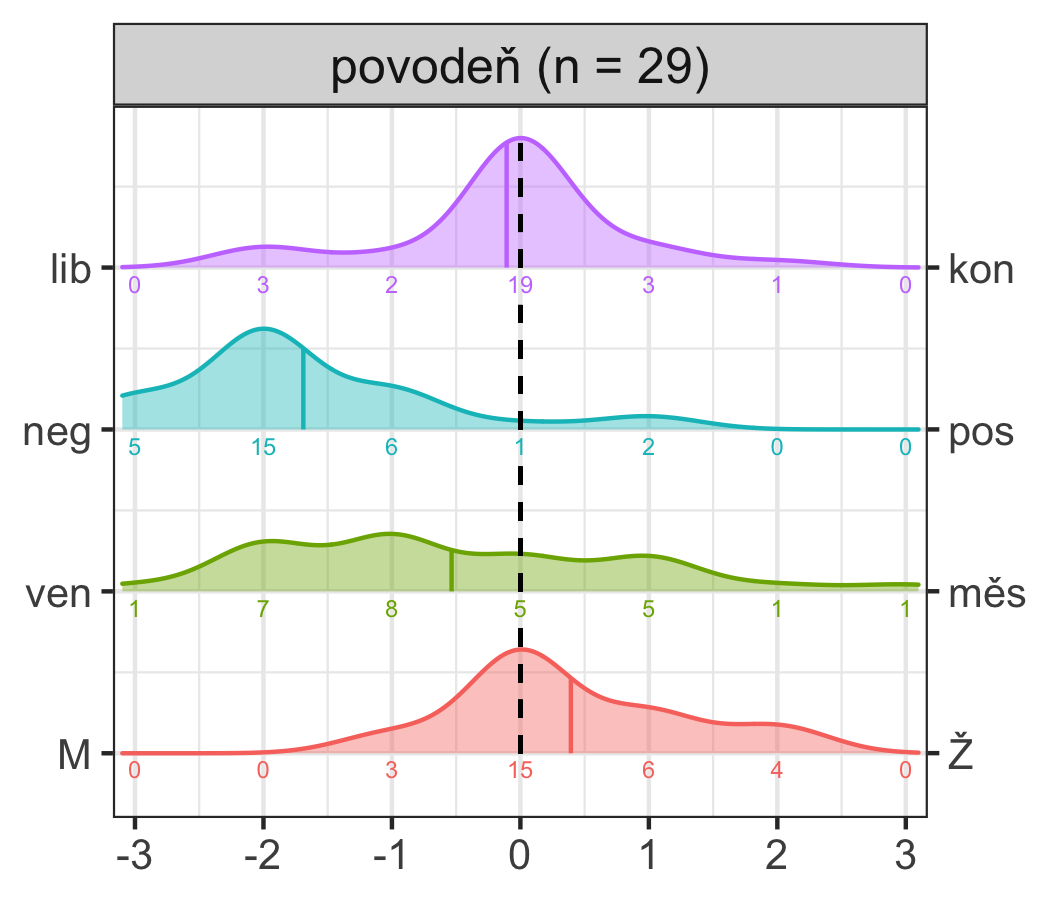 povodeň (n = 29)
lib kon
0 3 2 19 3 1 0
neg pos
5 15 6 1 2 0 0
ven měs
1 7 8 5 5 1 1
M Ž
0 0 3 15 6 4 0
-3 -2 -1 0 1 2 3